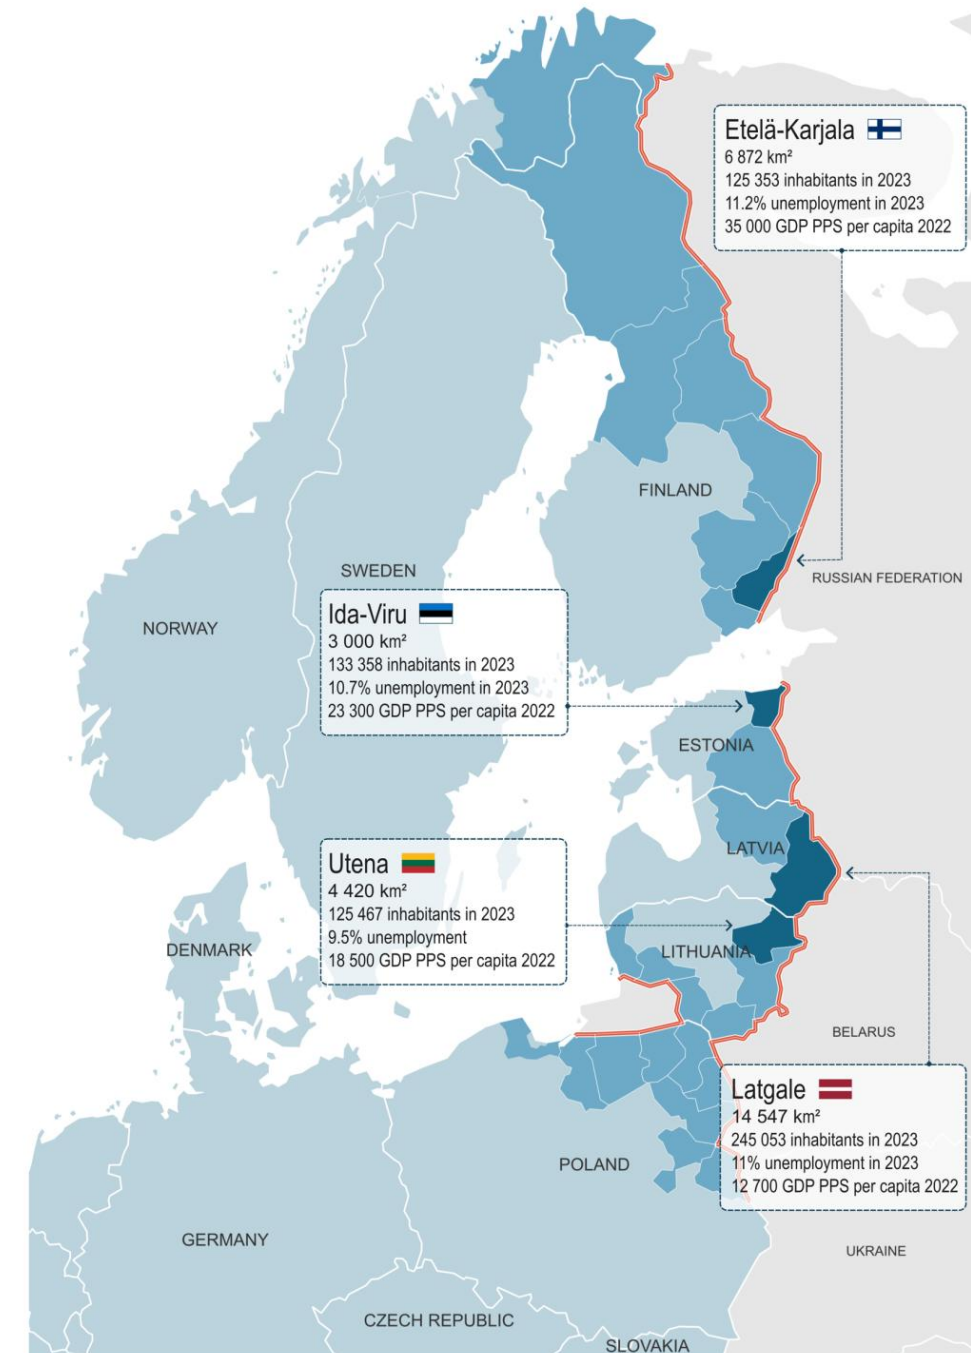 Etelä-Karjala
6 872 km²
125 353 inhabitants in 2023
11.2% unemployment in 2023
35 000 GDP PPS per capita 2022
FINLAND
SWEDEN
RUSSIAN FEDERATION
NORWAY
Ida-Viru
3 000 km²
133 358 inhabitants in 2023
10.7% unemployment in 2023
23 300 GDP PPS per capita 2022
ESTONIA
LATVIA
Utena
4 420 km²
125 467 inhabitants in 2023
9.5% unemployment
18 500 GDP PPS per capita 2022
DENMARK
LITHUANIA
BELARUS
Latgale
14 547 km²
245 053 inhabitants in 2023
11% unemployment in 2023
12 700 GDP PPS per capita 2022
POLAND
GERMANY
UKRAINE
CZECH REPUBLIC
SLOVAKIA